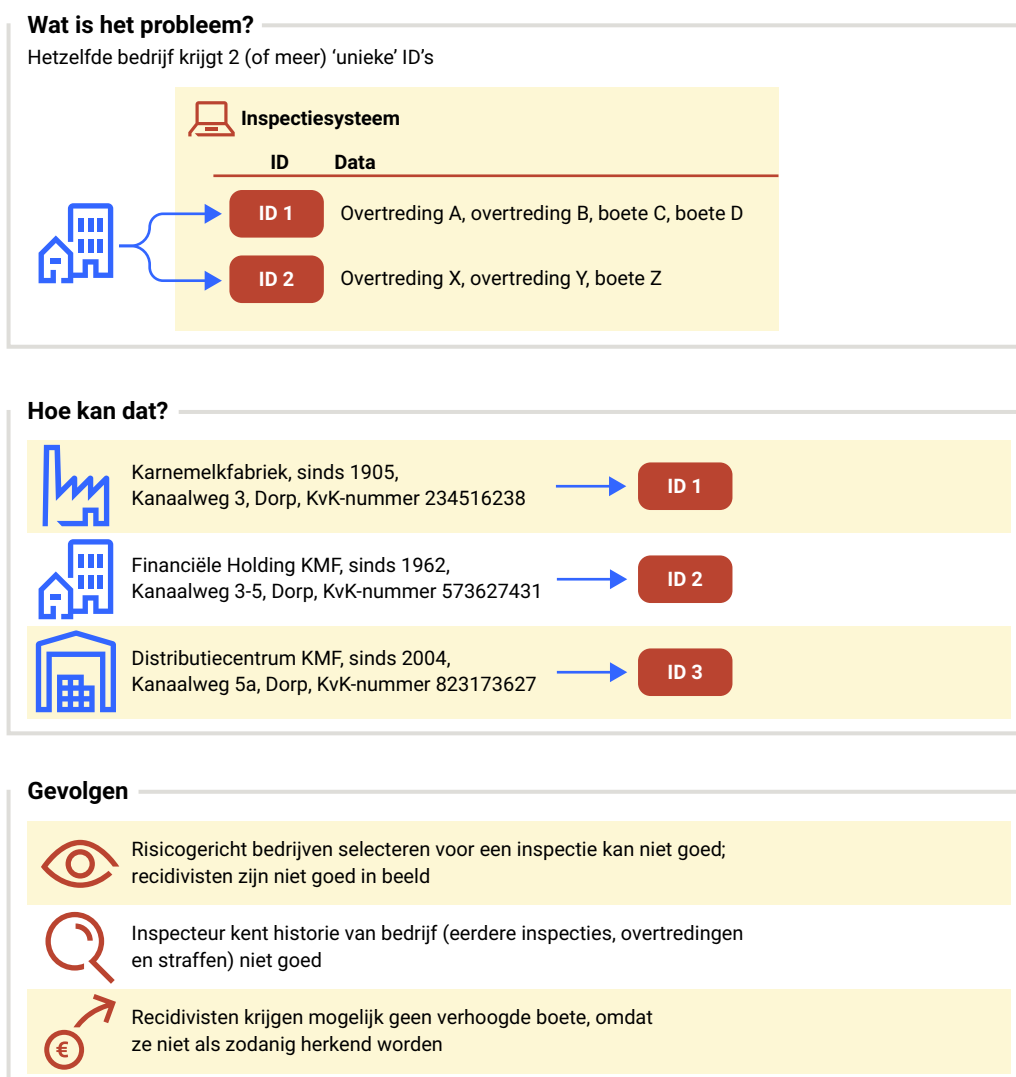 Wat is het probleem?
Hetzelfde bedrijf krijgt 2 (of meer) ‘unieke’ ID’s
Inspectiesysteem
ID Data
ID 1 Overtreding A, overtreding B, boete C, boete D
ID 2 Overtreding X, overtreding Y, boete Z
Hoe kan dat?
Karnemelkfabriek, sinds 1905,
Kanaalweg 3, Dorp, KvK-nummer 234516238
ID 1
Financiële Holding KMF, sinds 1962,
Kanaalweg 3-5, Dorp, KvK-nummer 573627431
ID 2
Distributiecentrum KMF, sinds 2004,
Kanaalweg 5a, Dorp, KvK-nummer 823173627
ID 3
Gevolgen
Risicogericht bedrijven selecteren voor een inspectie kan niet goed;
recidivisten zijn niet goed in beeld
Inspecteur kent historie van bedrijf (eerdere inspecties, overtredingen
en straffen) niet goed
Recidivisten krijgen mogelijk geen verhoogde boete, omdat
ze niet als zodanig herkend worden
€